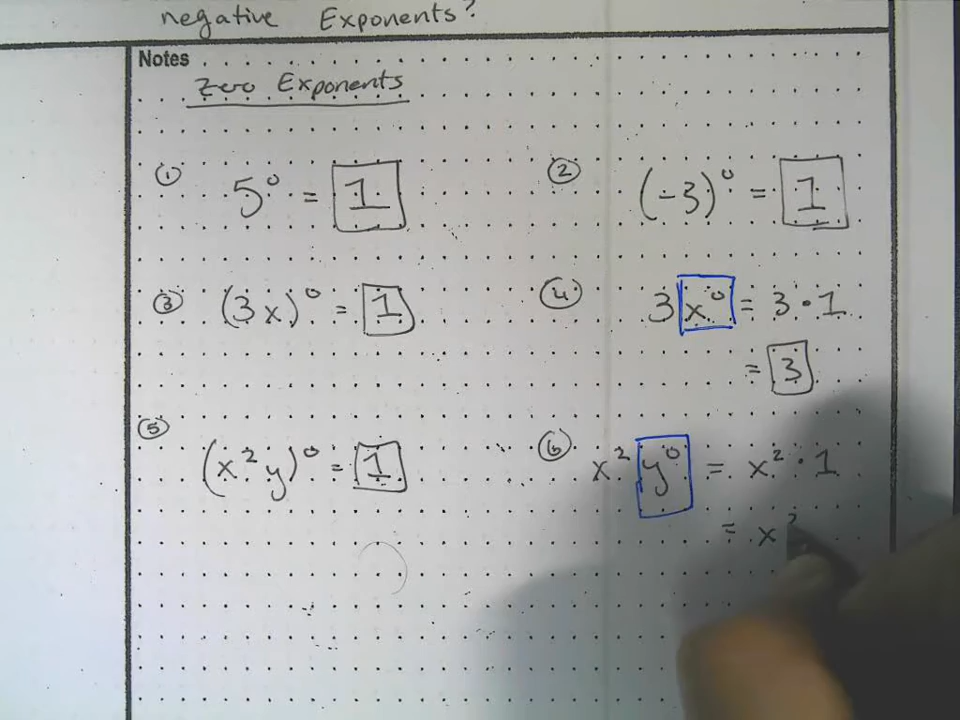 negative Exponents?
Notes
Zero Exponents
① 5⁰ = 1
② (-3)⁰ = 1
③ (3x)⁰ = 1
④ 3x⁰ = 3 · 1
= 3
⑤ (x²y)⁰ = 1
⑥ x²y⁰ = x² · 1
= x²